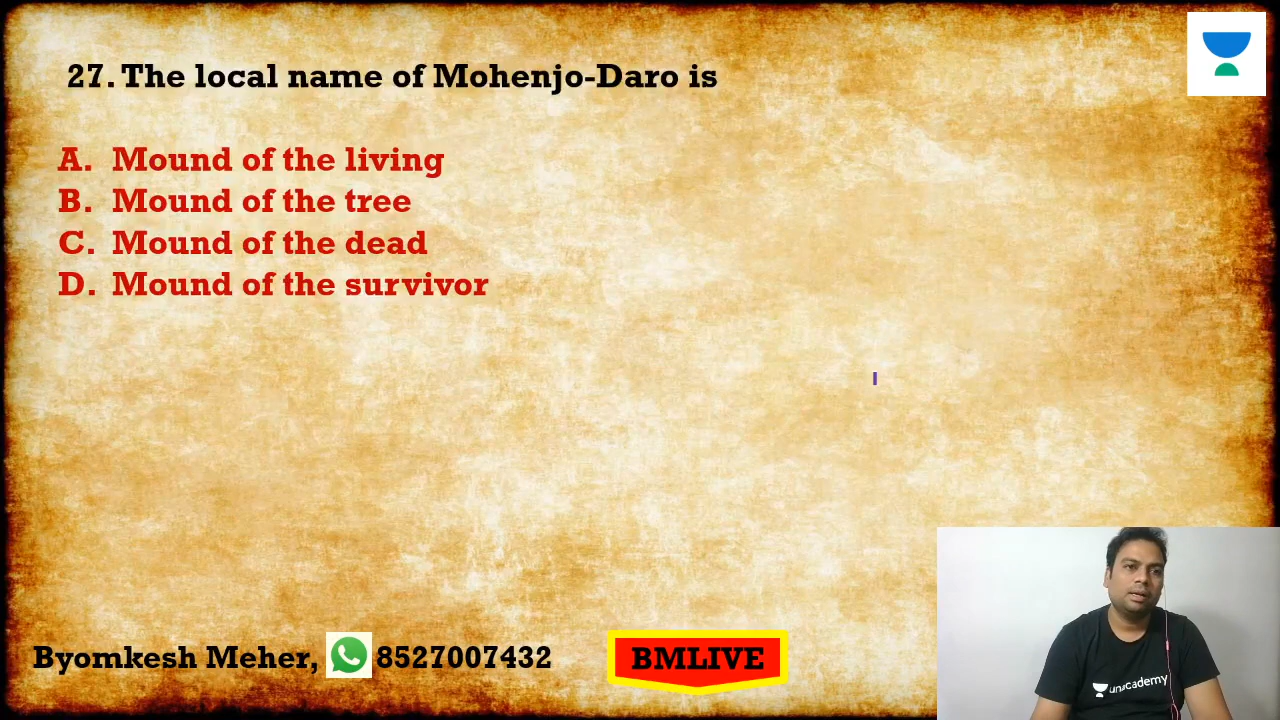 27. The local name of Mohenjo-Daro is
A. Mound of the living
B. Mound of the tree
C. Mound of the dead
D. Mound of the survivor
Byomkesh Meher, 8527007432
BMLIVE
unacademy